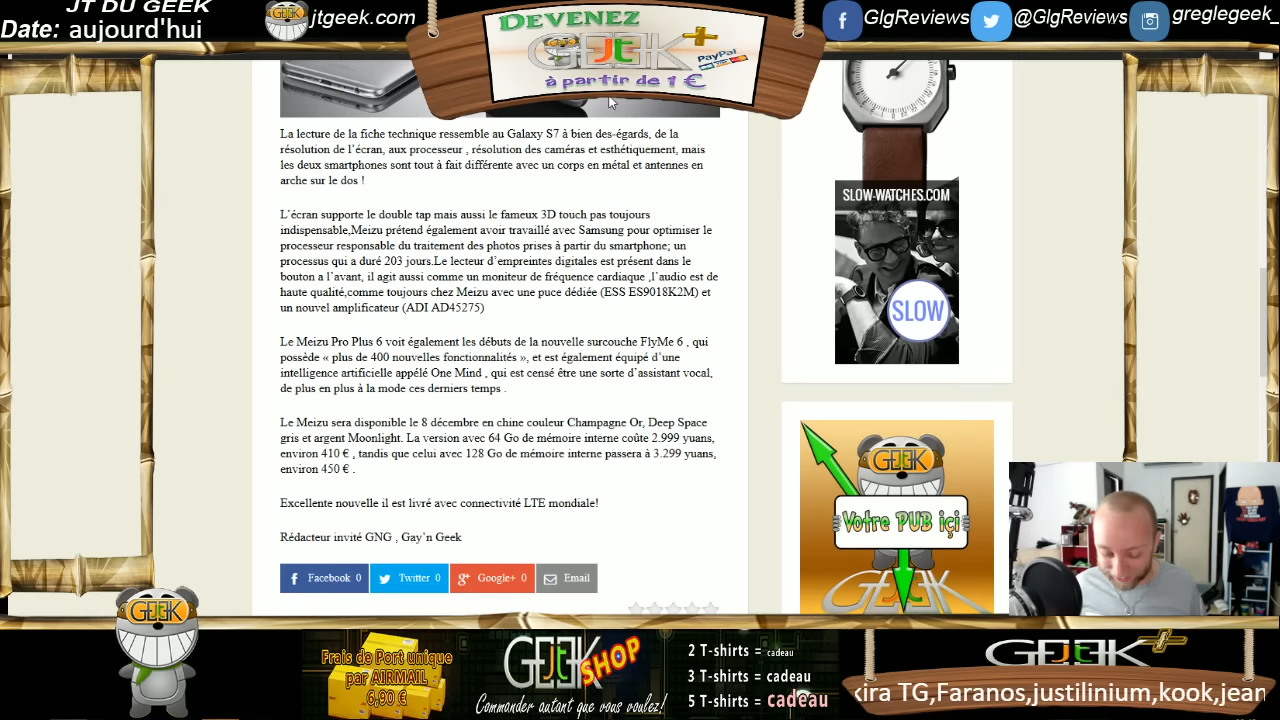 JT DU GEEK
Date: aujourd'hui
GEEK
jtgeek.com
DEVENEZ
GEEK +
jt
à partir de 1 €
PayPal
GlgReviews
@GlgReviews
greglegeek_
La lecture de la fiche technique ressemble au Galaxy S7 à bien des-égards, de la
résolution de l'écran, aux processeur , résolution des caméras et esthétiquement, mais
les deux smartphones sont tout à fait différente avec un corps en métal et antennes en
arche sur le dos !
L'écran supporte le double tap mais aussi le fameux 3D touch pas toujours
indispensable,Meizu prétend également avoir travaillé avec Samsung pour optimiser le
processeur responsable du traitement des photos prises à partir du smartphone; un
processus qui a duré 203 jours.Le lecteur d'empreintes digitales est présent dans le
bouton a l'avant, il agit aussi comme un moniteur de fréquence cardiaque ,l'audio est de
haute qualité,comme toujours chez Meizu avec une puce dédiée (ESS ES9018K2M) et
un nouvel amplificateur (ADI AD45275)
Le Meizu Pro Plus 6 voit également les débuts de la nouvelle surcouche FlyMe 6 , qui
possède « plus de 400 nouvelles fonctionnalités », et est également équipé d'une
intelligence artificielle appélé One Mind , qui est censé être une sorte d'assistant vocal,
de plus en plus à la mode ces derniers temps .
Le Meizu sera disponible le 8 décembre en chine couleur Champagne Or, Deep Space
gris et argent Moonlight. La version avec 64 Go de mémoire interne coûte 2.999 yuans,
environ 410 € , tandis que celui avec 128 Go de mémoire interne passera à 3.299 yuans,
environ 450 € .
Excellente nouvelle il est livré avec connectivité LTE mondiale!
Rédacteur invité GNG , Gay'n Geek
Facebook 0
Twitter 0
Google+ 0
Email
SLOW-WATCHES.COM
SLOW
GEEK
Votre PUB içi
GEEK
GEEK
Frais de Port unique
par AIRMAIL
6,90 €
GEEK
jt
SHOP
Commander autant que vous voulez!
2 T-shirts = cadeau
3 T-shirts = cadeau
5 T-shirts = cadeau
GEEK +
jt
kira TG,Faranos,justilinium,kook,jean